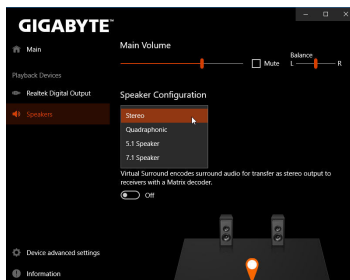 GIGABYTE™
Main
Playback Devices
Realtek Digital Output
Speakers
Device advanced settings
Information
Main Volume
Mute
Balance
L
R
Speaker Configuration
Stereo
Quadraphonic
5.1 Speaker
7.1 Speaker
Virtual Surround encodes surround audio for transfer as stereo output to
receivers with a Matrix decoder.
Off